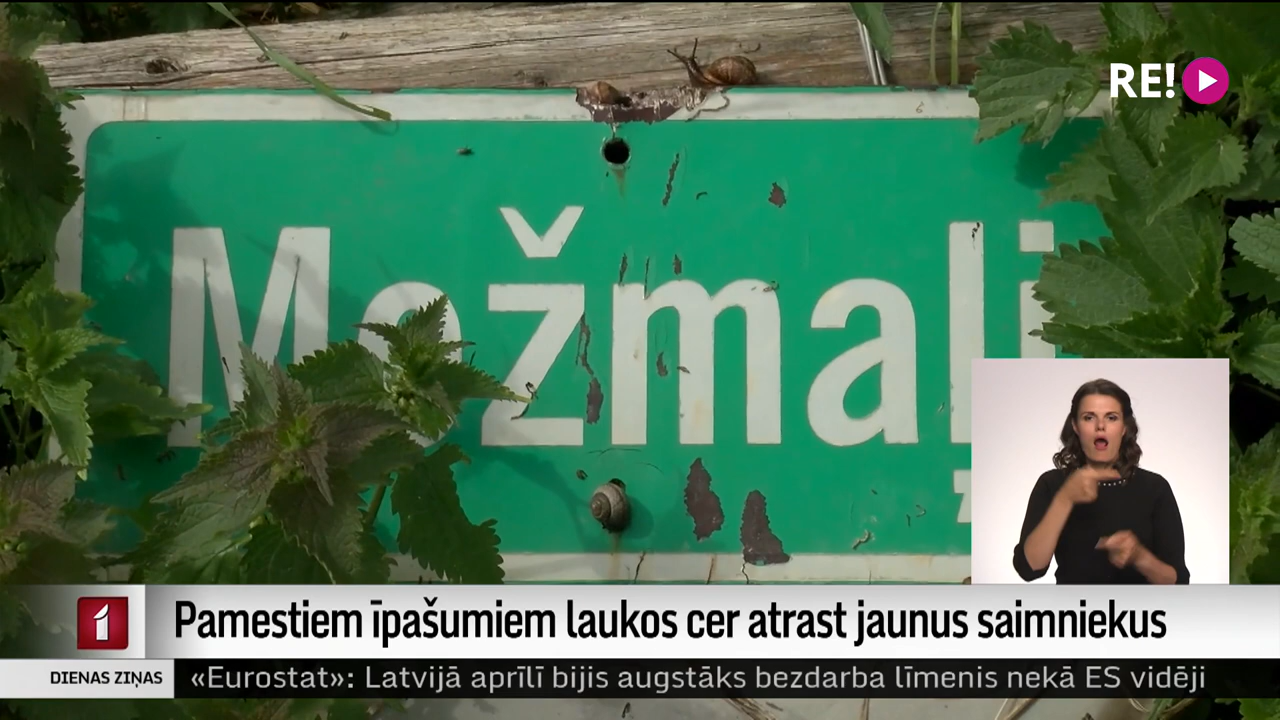 RE!
Mežmaļi
1
Pamestiem īpašumiem laukos cer atrast jaunus saimniekus
DIENAS ZIŅAS
«Eurostat»: Latvijā aprīlī bijis augstāks bezdarba līmenis nekā ES vidēji